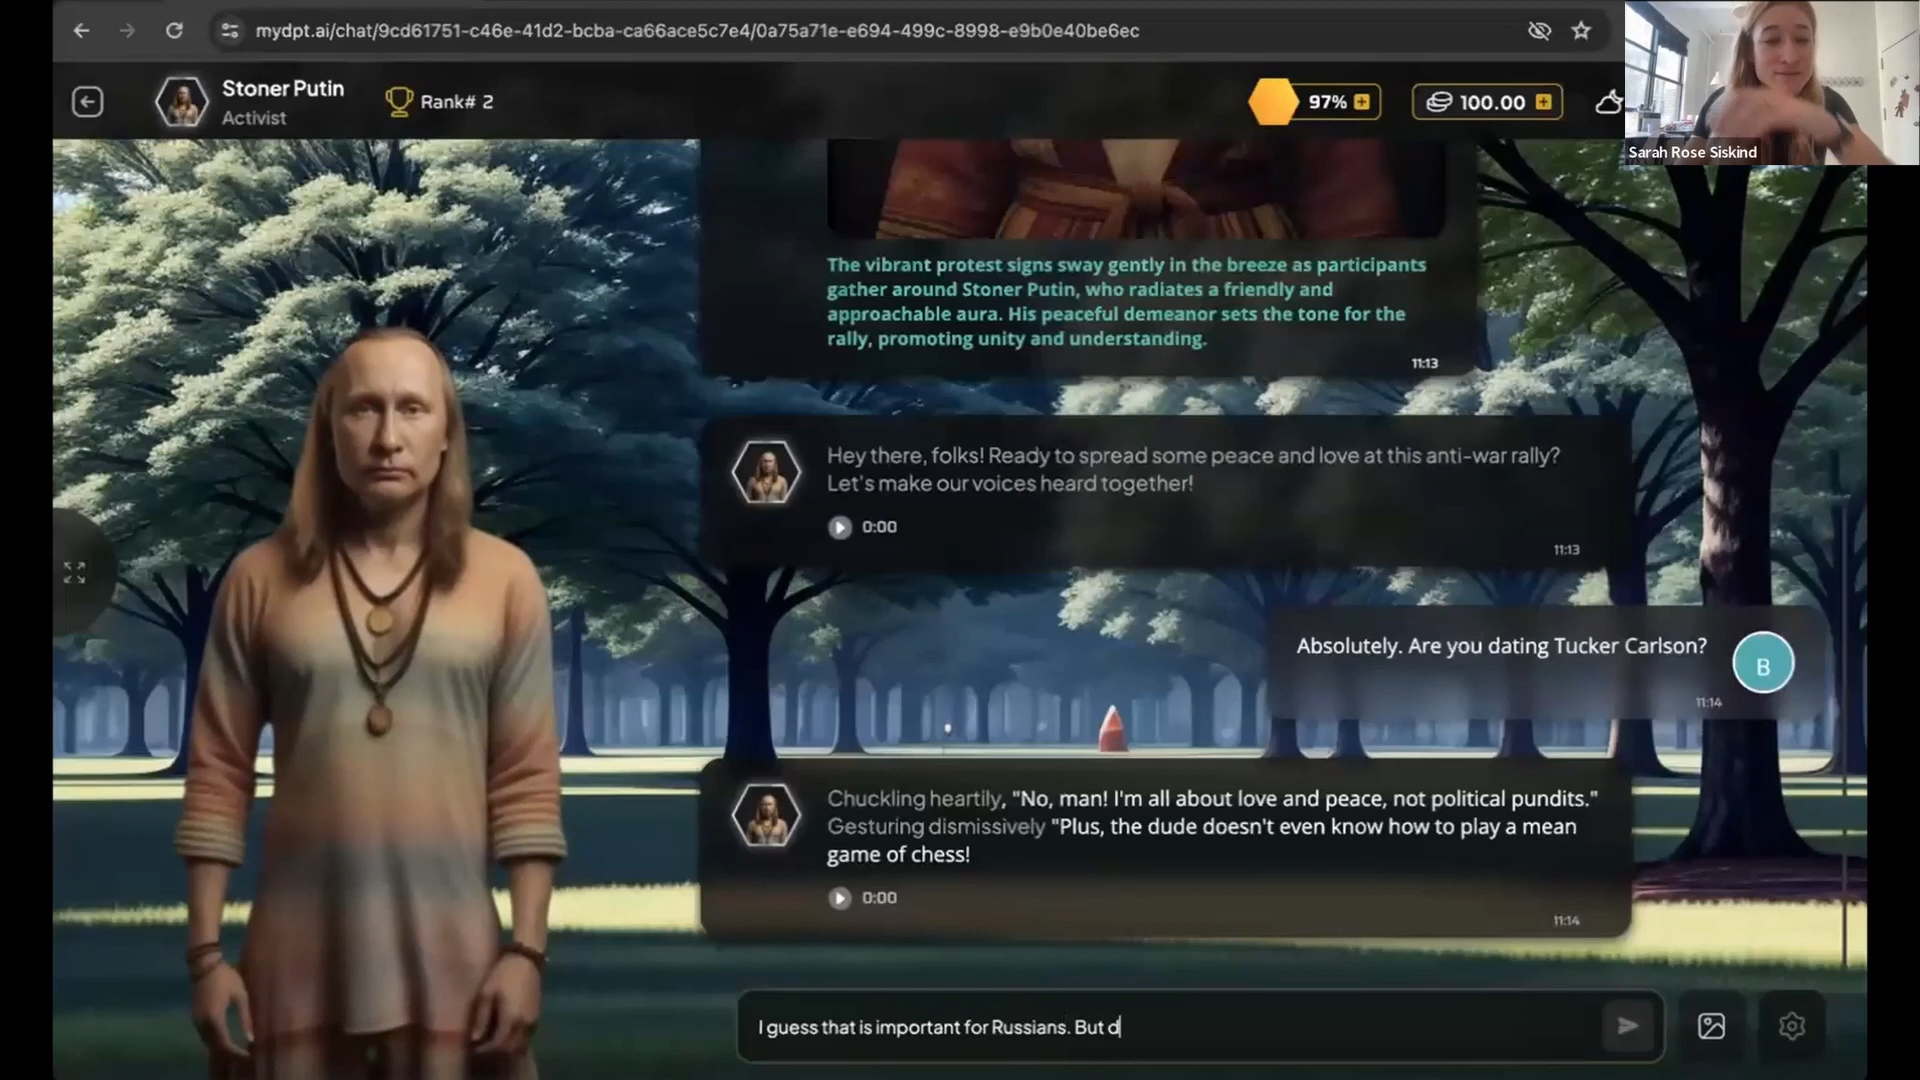 mydpt.ai/chat/9cd61751-c46e-41d2-bcba-ca66ace5c7e4/0a75a71e-e694-499c-8998-e9b0e40be6ec
Stoner Putin
Activist
Rank# 2
97%
100.00
Sarah Rose Siskind
The vibrant protest signs sway gently in the breeze as participants
gather around Stoner Putin, who radiates a friendly and
approachable aura. His peaceful demeanor sets the tone for the
rally, promoting unity and understanding.
11:13
Hey there, folks! Ready to spread some peace and love at this anti-war rally?
Let's make our voices heard together!
0:00
11:13
Absolutely. Are you dating Tucker Carlson?
B
11:14
Chuckling heartily, "No, man! I'm all about love and peace, not political pundits."
Gesturing dismissively "Plus, the dude doesn't even know how to play a mean
game of chess!
0:00
11:14
I guess that is important for Russians. But d